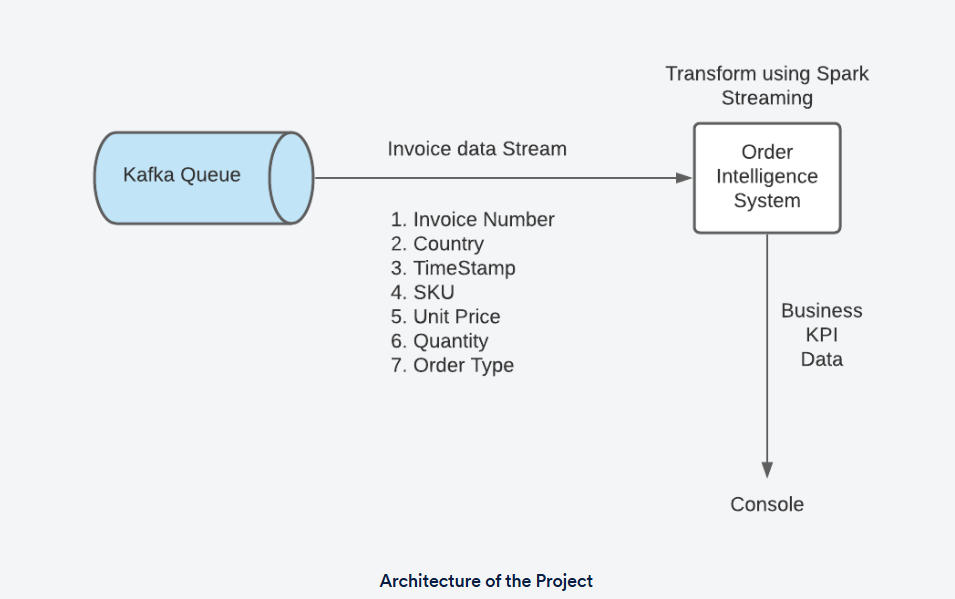 Transform using Spark
Streaming
Kafka Queue
Invoice data Stream
Order
Intelligence
System
1. Invoice Number
2. Country
3. TimeStamp
4. SKU
5. Unit Price
6. Quantity
7. Order Type
Business
KPI
Data
Console
Architecture of the Project